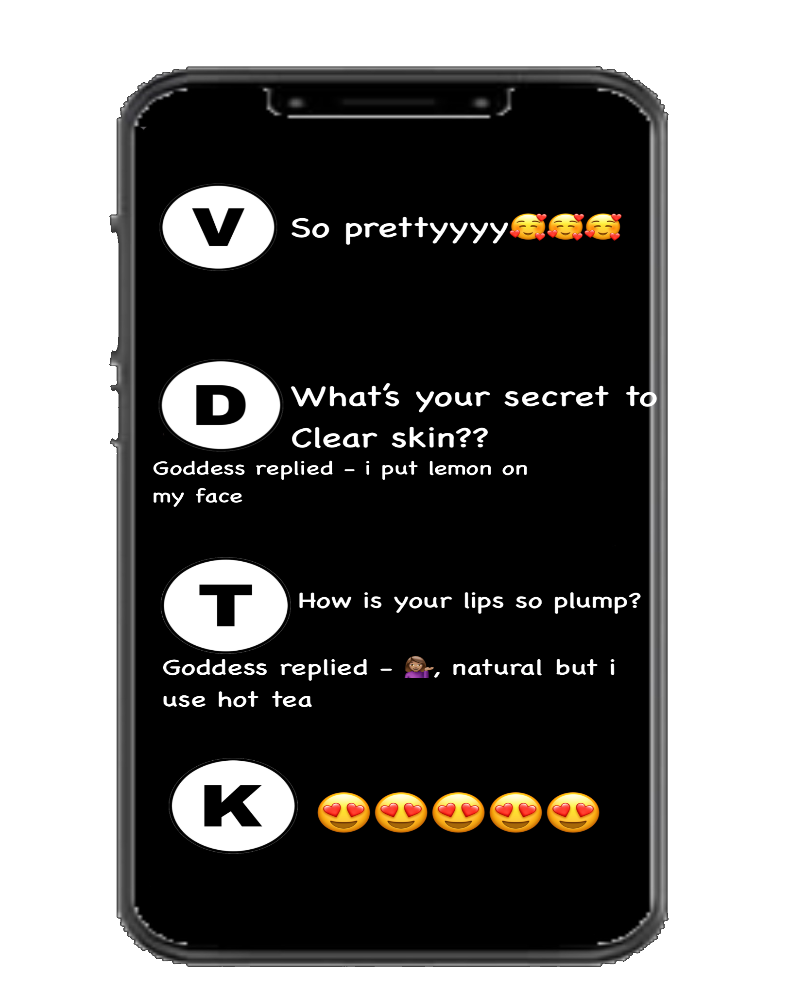 V
So prettyyyy🥰🥰🥰
D
What's your secret to
Clear skin??
Goddess replied - i put lemon on
my face
T
How is your lips so plump?
Goddess replied - 💁🏽‍♀️, natural but i
use hot tea
K
😍😍😍😍😍